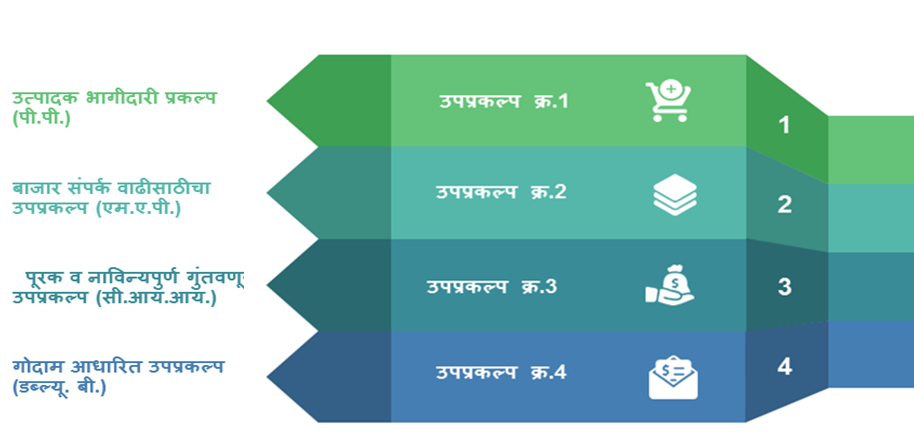 उत्पादक भागीदारी प्रकल्प
(पी.पी.)
उपप्रकल्प क्र.1
1
बाजार संपर्क वाढीसाठीचा
उपप्रकल्प (एम.ए.पी.)
उपप्रकल्प क्र.2
2
पूरक व नाविन्यपुर्ण
उपप्रकल्प (सी.आय.आय.)
उपप्रकल्प क्र.3
3
गोदाम आधारित उपप्रकल्प
(डब्ल्यू. बी.)
उपप्रकल्प क्र.4
4